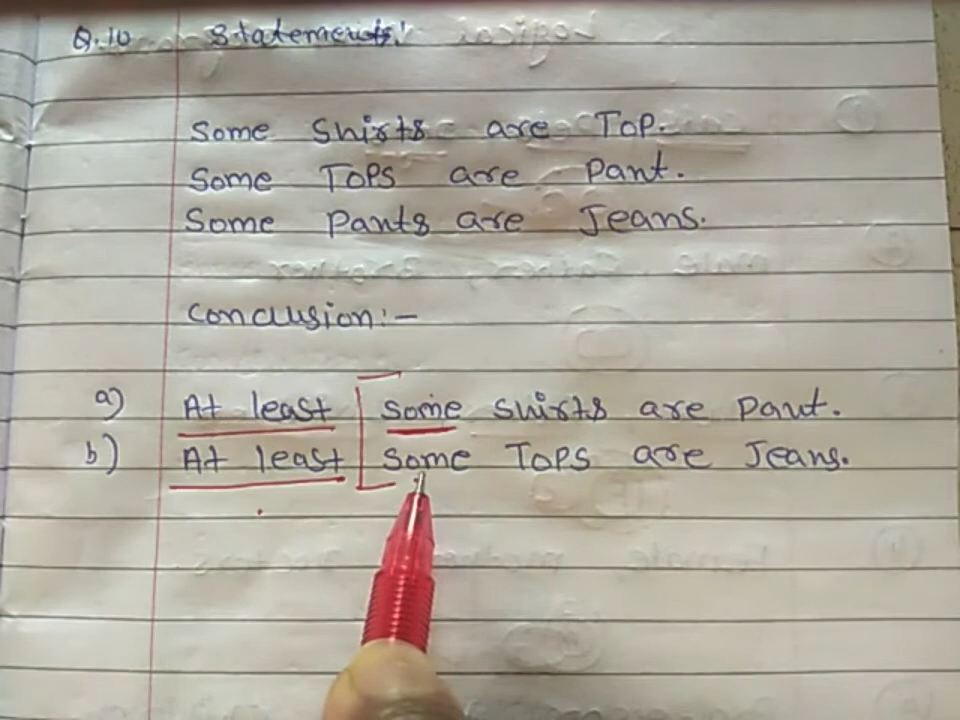 Q.10 Statements:
Some Shirts are Top.
Some Tops are Pant.
Some Pants are Jeans.
Conclusion:-
a) At least some shirts are Pant.
b) At least some Tops are Jeans.